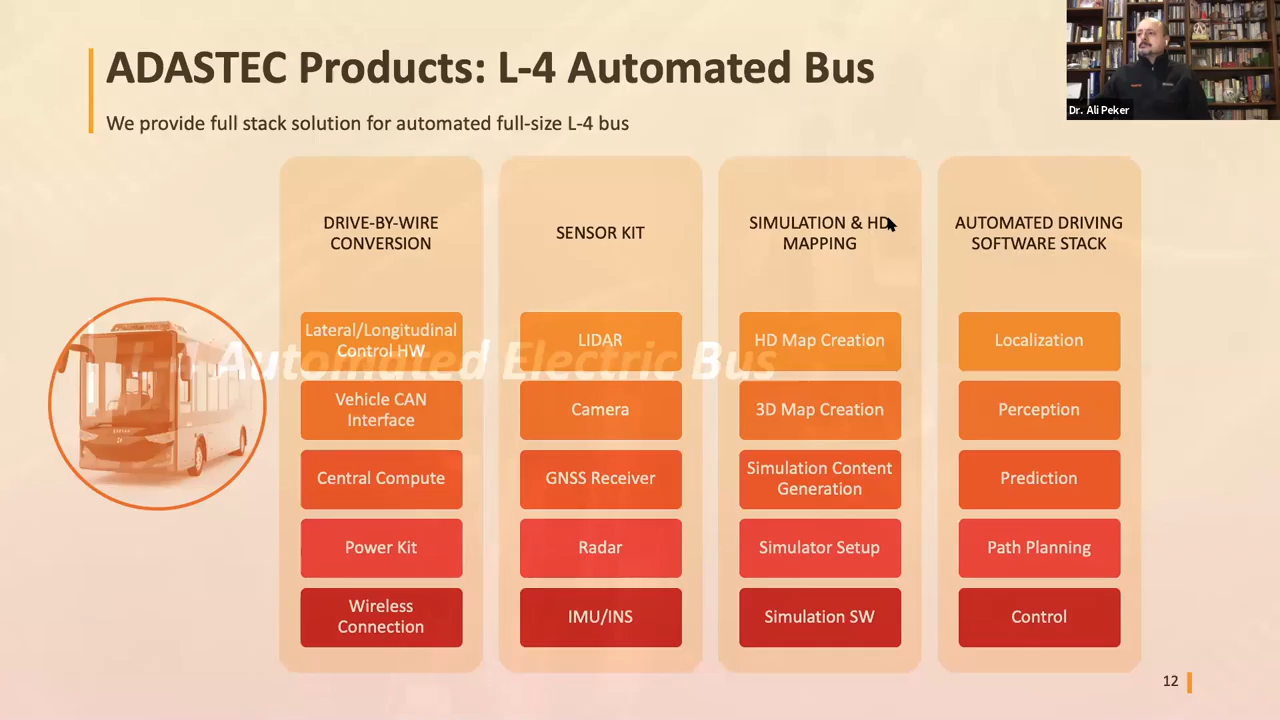 ADASTEC Products: L-4 Automated Bus
We provide full stack solution for automated full-size L-4 bus
Dr. Ali Peker
DRIVE-BY-WIRE
CONVERSION
Lateral/Longitudinal
Control HW
Vehicle CAN
Interface
Central Compute
Power Kit
Wireless
Connection
SENSOR KIT
LIDAR
Camera
GNSS Receiver
Radar
IMU/INS
SIMULATION & HD
MAPPING
HD Map Creation
3D Map Creation
Simulation Content
Generation
Simulator Setup
Simulation SW
AUTOMATED DRIVING
SOFTWARE STACK
Localization
Perception
Prediction
Path Planning
Control
Automated Electric Bus
12